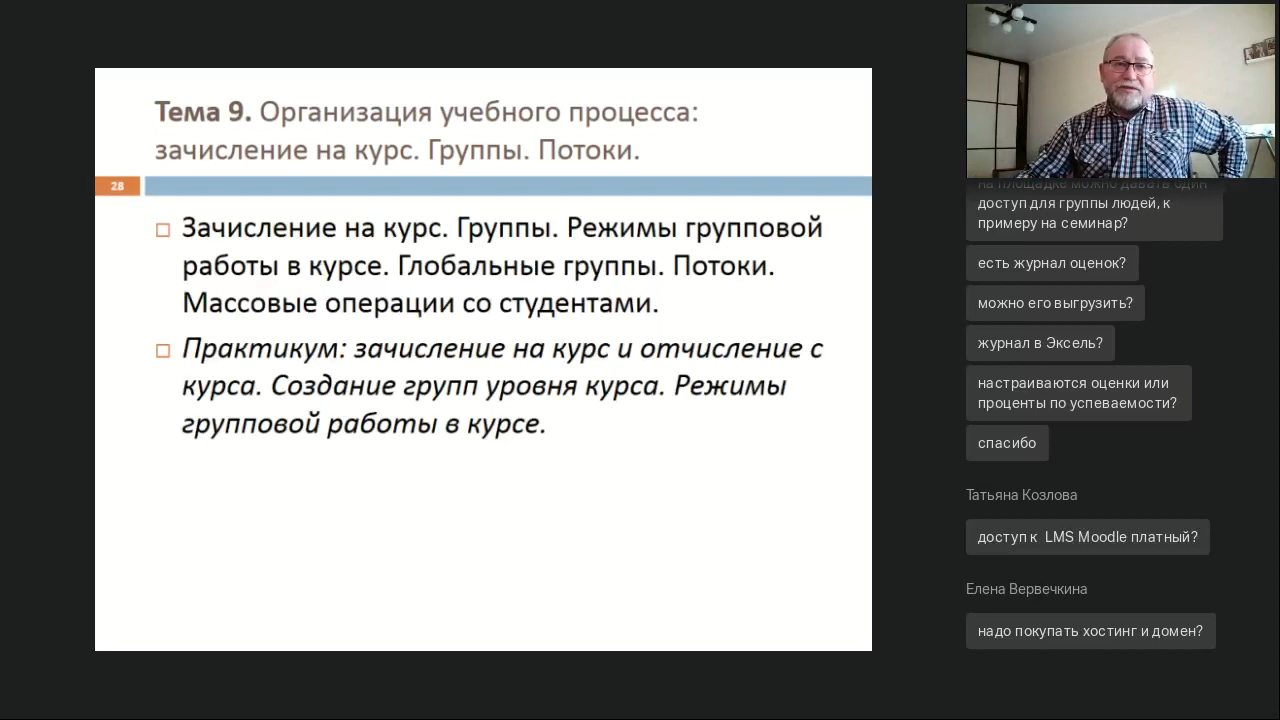 Тема 9. Организация учебного процесса:
зачисление на курс. Группы. Потоки.
28
Зачисление на курс. Группы. Режимы групповой
работы в курсе. Глобальные группы. Потоки.
Массовые операции со студентами.
Практикум: зачисление на курс и отчисление с
курса. Создание групп уровня курса. Режимы
групповой работы в курсе.
на площадке можно давать один
доступ для группы людей, к
примеру на семинар?
есть журнал оценок?
можно его выгрузить?
журнал в Эксель?
настраиваются оценки или
проценты по успеваемости?
спасибо
Татьяна Козлова
доступ к LMS Moodle платный?
Елена Вервечкина
надо покупать хостинг и домен?